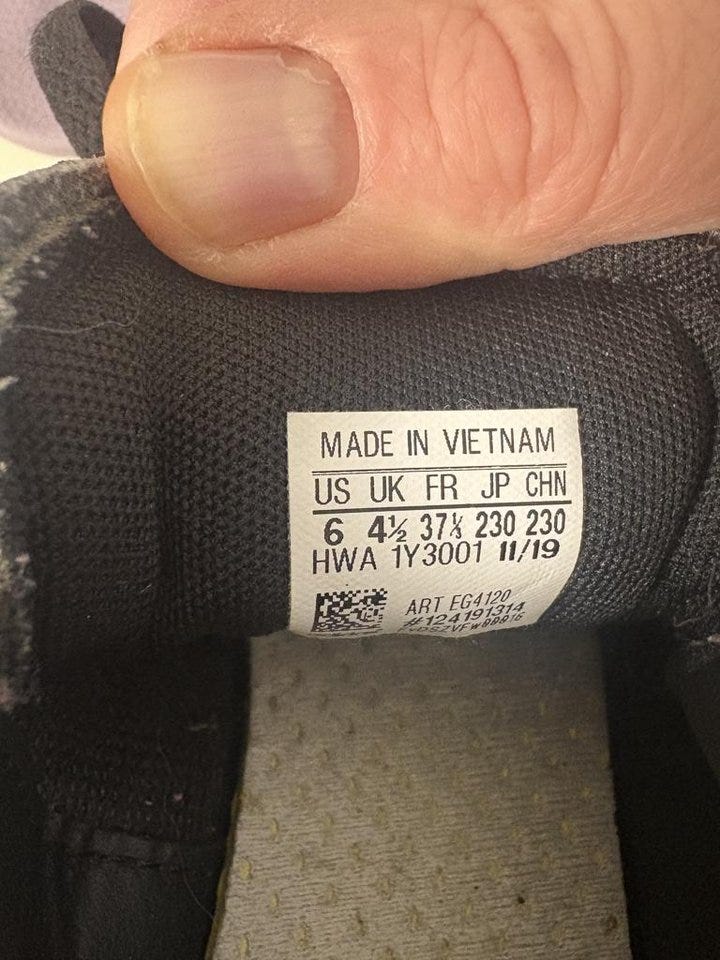 MADE IN VIETNAM
US UK FR JP CHN
6 4½ 37⅓ 230 230
HWA 1Y3001 11/19
ART EG4120
#124191314